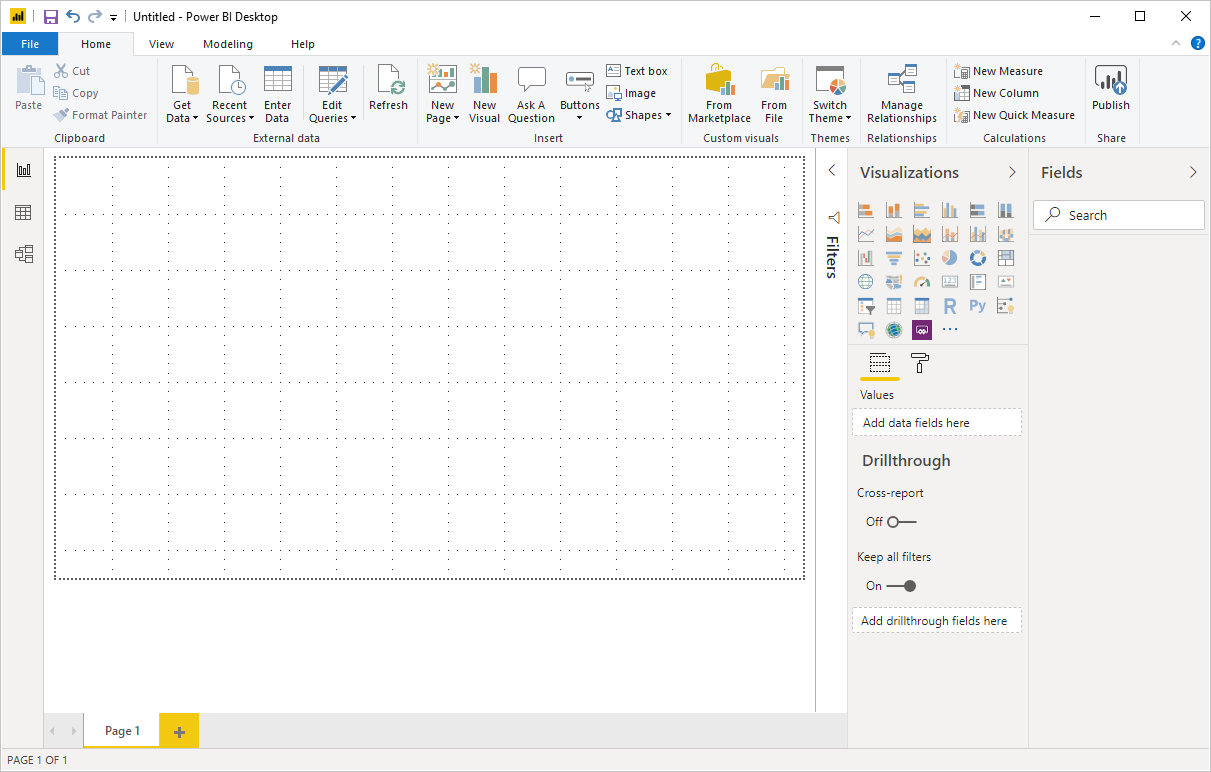 Untitled - Power BI Desktop
File Home View Modeling Help
Paste
Cut
Copy
Format Painter
Clipboard
Get Data
Recent Sources
Enter Data
Edit Queries
Refresh
External data
New Page
New Visual
Ask A Question
Buttons
Text box
Image
Shapes
Insert
From Marketplace
From File
Custom visuals
Switch Theme
Themes
Manage Relationships
Relationships
New Measure
New Column
New Quick Measure
Calculations
Publish
Share
Filters
Visualizations
123
R
Py
Values
Add data fields here
Drillthrough
Cross-report
Off
Keep all filters
On
Add drillthrough fields here
Fields
Search
Page 1
PAGE 1 OF 1